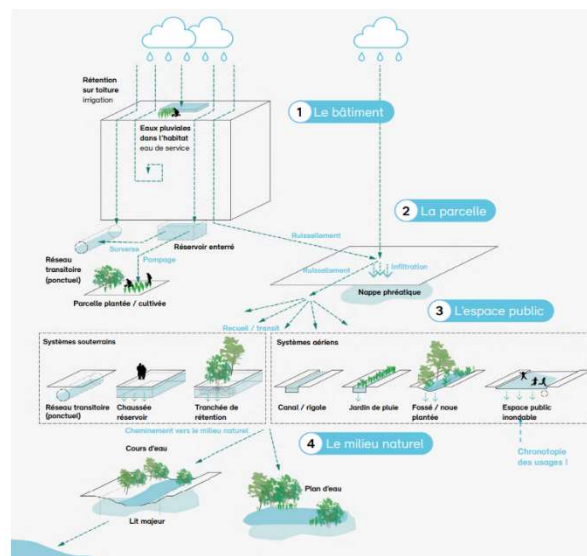 Rétention
sur toiture
irrigation
1 Le bâtiment
Eaux pluviales
dans l'habitat
eau de service
2 La parcelle
Ruissellement
Surverse
Réservoir enterré
Réseau
transitoire
(ponctuel)
Pompage
Ruissellement
Infiltration
Parcelle plantée / cultivée
Nappe phréatique
3 L'espace public
Recueil / transit
Systèmes souterrains
Systèmes aériens
Réseau transitoire
(ponctuel)
Chaussée
réservoir
Tranchée de
rétention
Canal / rigole
Jardin de pluie
Fossé / noue
plantée
Espace public
inondable
Cheminement vers le milieu naturel
4 Le milieu naturel
Chronotopie
des usages !
Cours d'eau
Plan d'eau
Lit majeur